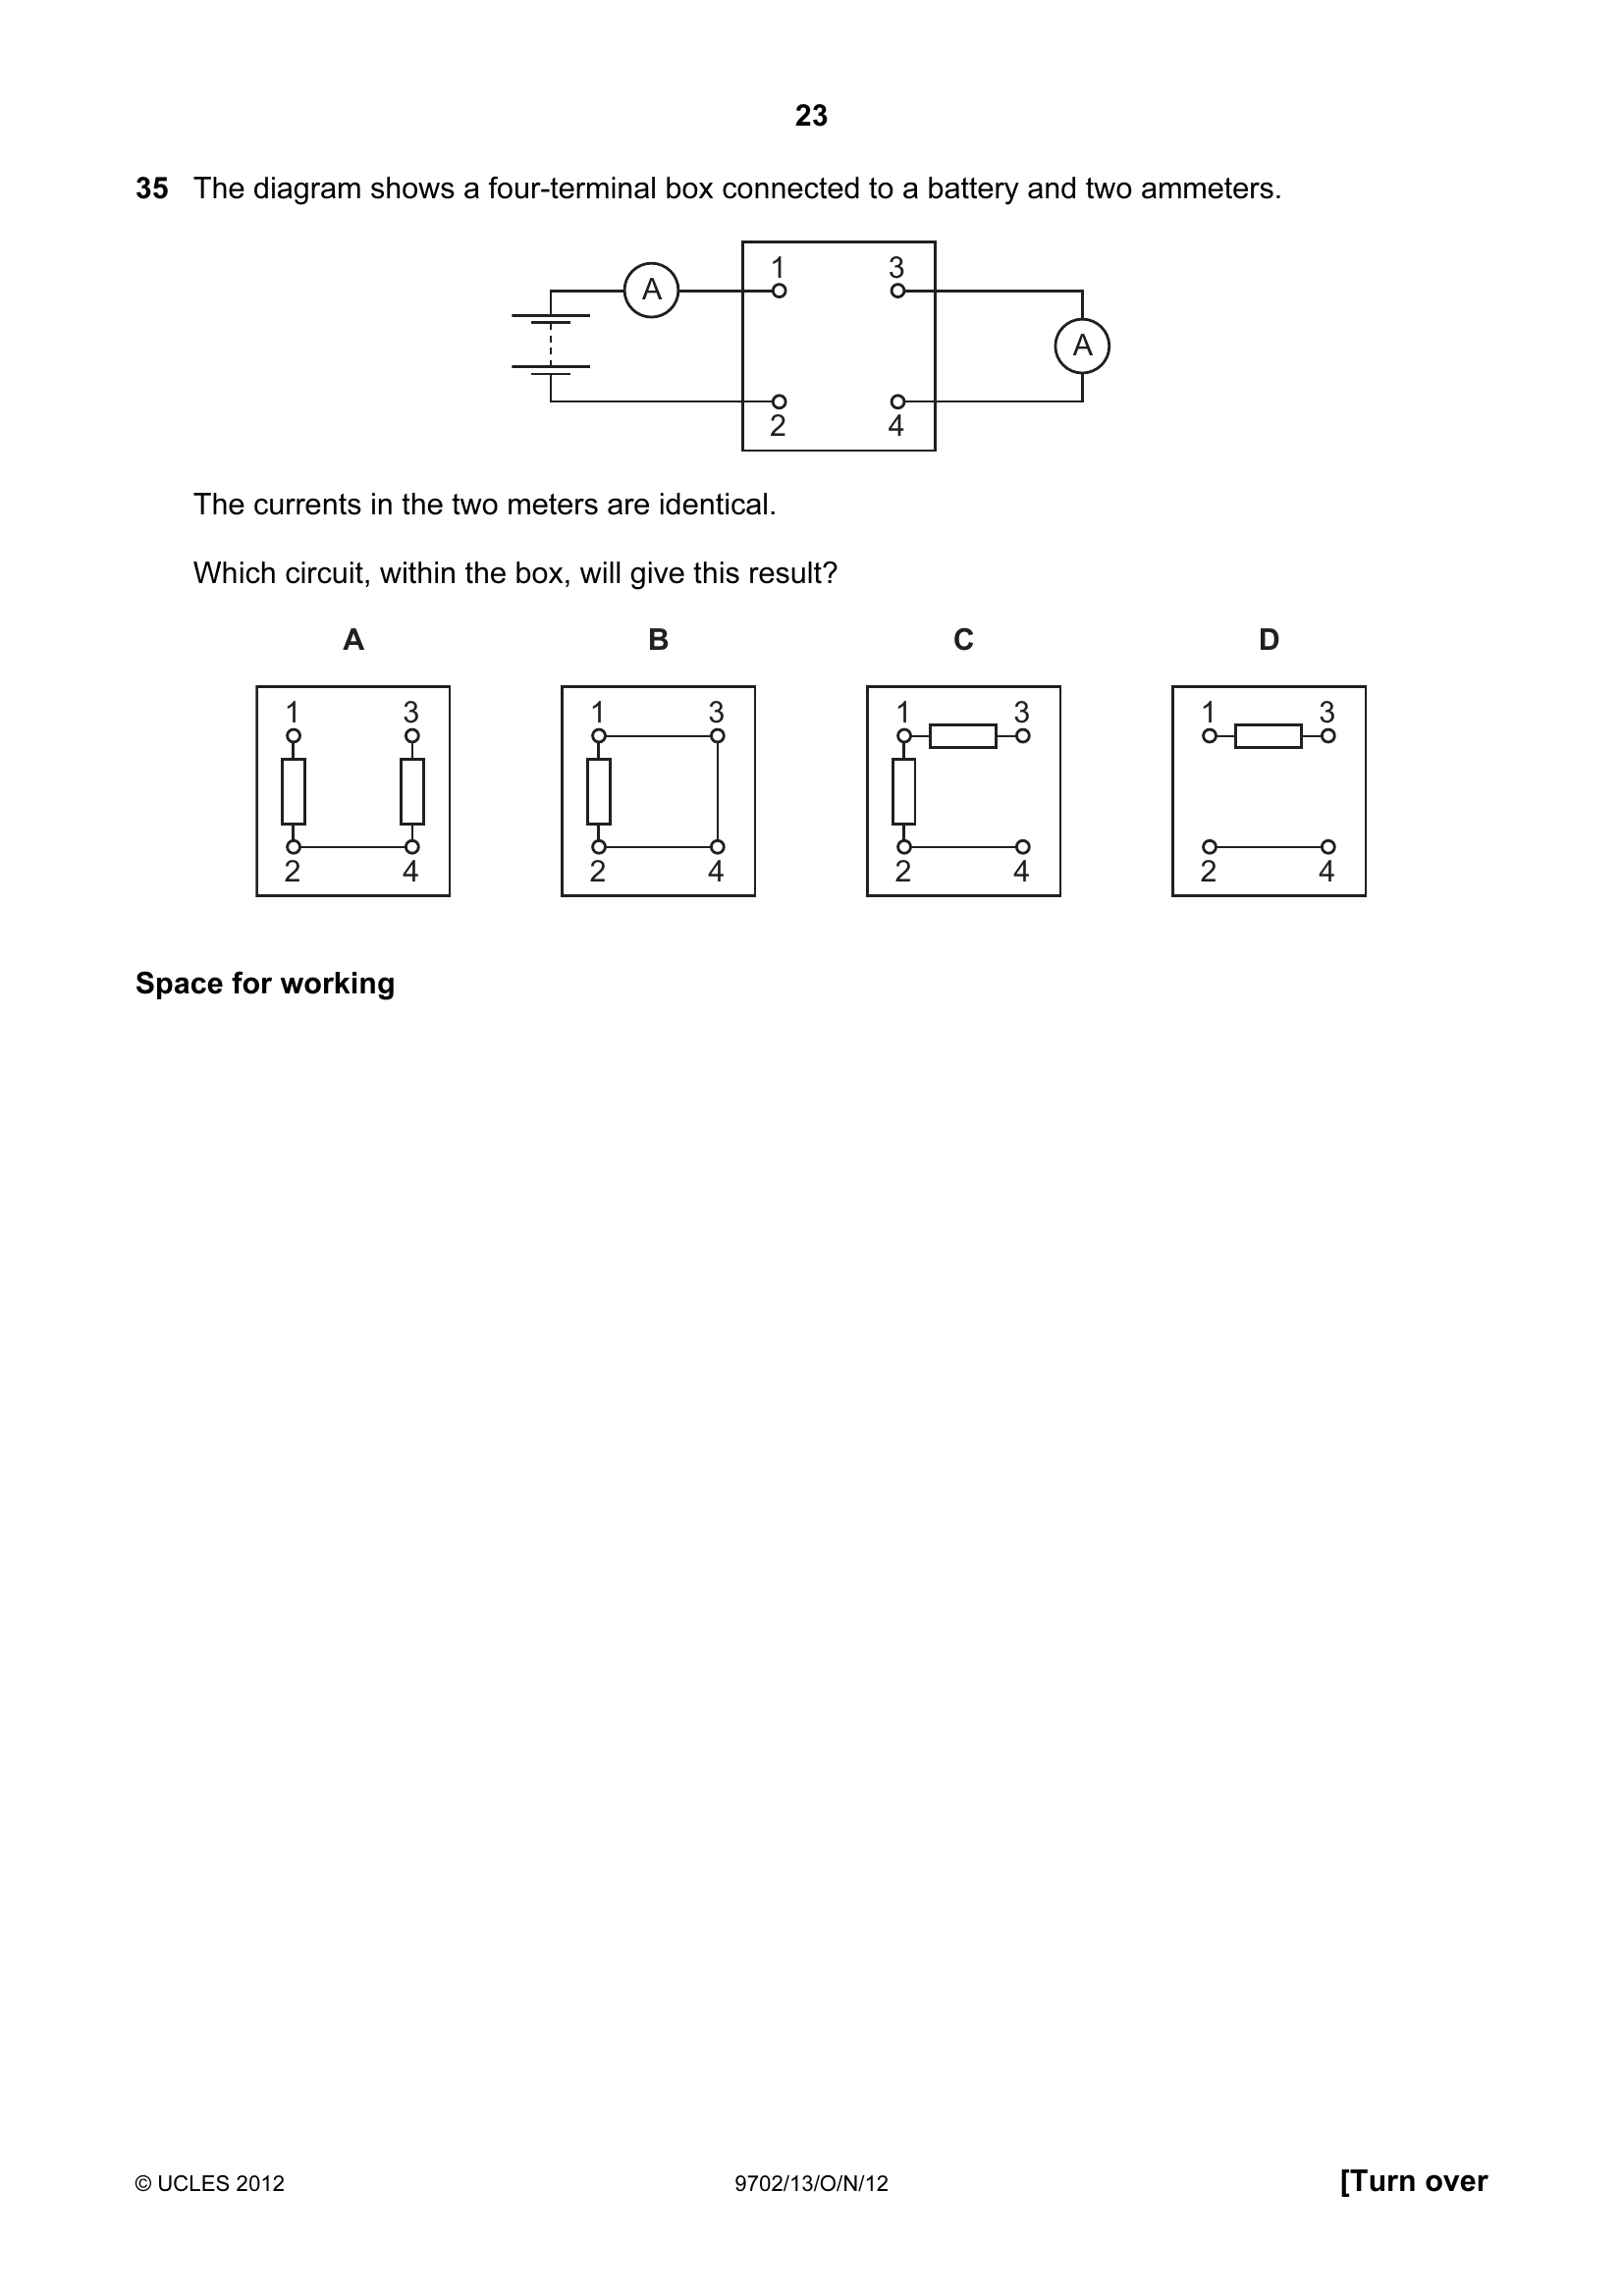 23
35 The diagram shows a four-terminal box connected to a battery and two ammeters.
1 3
A
A
2 4
The currents in the two meters are identical.
Which circuit, within the box, will give this result?
A B C D
1 3 1 3 1 3 1 3
2 4 2 4 2 4 2 4
Space for working
© UCLES 2012 9702/13/O/N/12 [Turn over